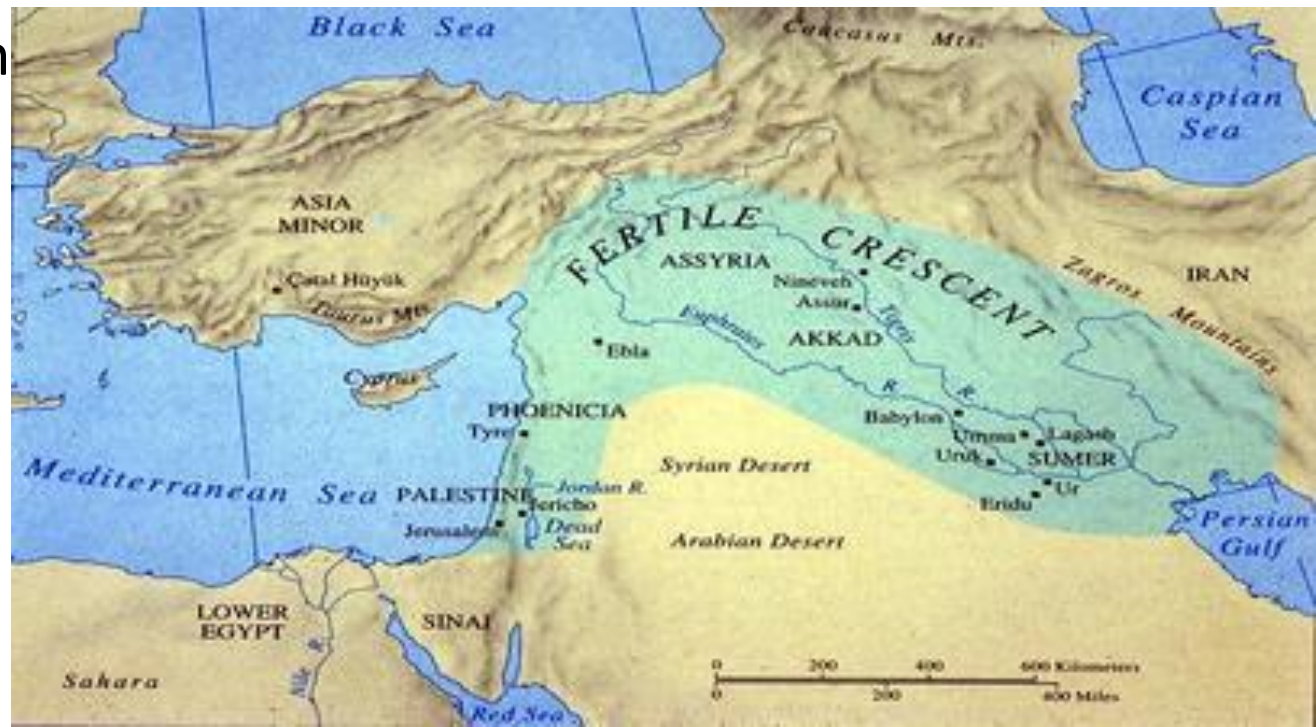 n
Black Sea
Caucasus Mts.
Caspian
Sea
ASIA
MINOR
FERTILE CRESCENT
ASSYRIA
Nineveh
Assur
Zagros Mountains
IRAN
Çatal Hüyük
Taurus Mts.
Tigris R.
Euphrates R.
AKKAD
Ebla
Cyprus
PHOENICIA
Tyre
Babylon
Umma
Lagash
Uruk
SUMER
Syrian Desert
Mediterranean Sea
PALESTINE
Jordan R.
Jericho
Ur
Eridu
Jerusalem
Dead
Sea
Arabian Desert
Persian
Gulf
LOWER
EGYPT
SINAI
Nile R.
Sahara
0 200 400 600 Kilometers
0 200 400 Miles
Red Sea